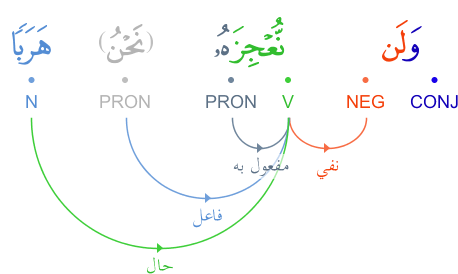 وَلَن نُّعْجِزَهُۥ (نَحْنُ) هَرَبًا
CONJ NEG V PRON PRON N
مفعول به نفي
فاعل
حال